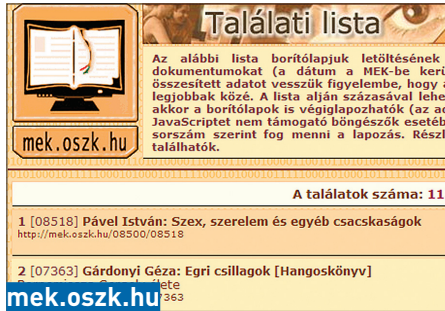 Találati lista
Az alábbi lista borítólapjuk letöltésének
dokumentumokat (a dátum a MEK-be kerü
összesített adatot vesszük figyelembe, hogy a
legjobbak közé. A lista alján százasával lehe
akkor a borítólapok is végiglapozhatók (az ad
JavaScriptet nem támogató böngészők esetéb
sorszám szerint fog menni a lapozás. Részl
találhatók.
mek.oszk.hu
A találatok száma: 11
1 [08518] Pável István: Szex, szerelem és egyéb csacskaságok
http://mek.oszk.hu/08500/08518
2 [07363] Gárdonyi Géza: Egri csillagok [Hangoskönyv]
mek.oszk.hu